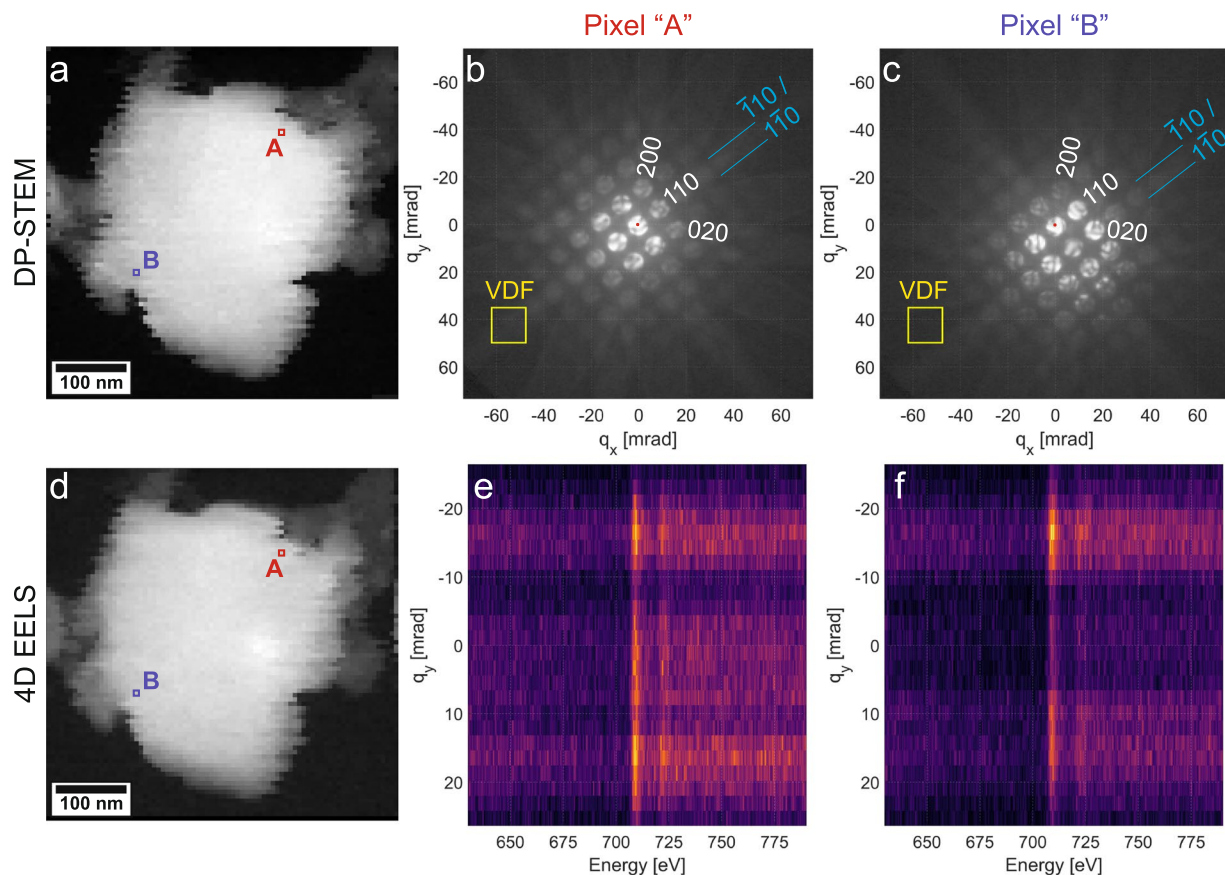 Pixel “A”
Pixel “B”
DP-STEM
a
A
B
100 nm
b
1̄10 /
11̄0
200
110
020
VDF
-60
-40
-20
0
20
40
60
q_y [mrad]
-60 -40 -20 0 20 40 60
q_x [mrad]
c
1̄10 /
11̄0
200
110
020
VDF
-60
-40
-20
0
20
40
60
q_y [mrad]
-60 -40 -20 0 20 40 60
q_x [mrad]
4D EELS
d
A
B
100 nm
e
-20
-10
0
10
20
q_y [mrad]
650 675 700 725 750 775
Energy [eV]
f
-20
-10
0
10
20
q_y [mrad]
650 675 700 725 750 775
Energy [eV]